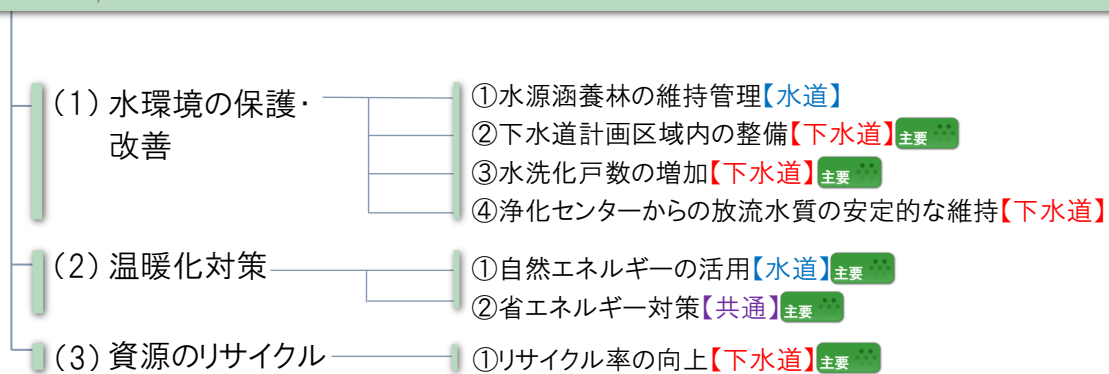 (1) 水環境の保護・
改善
①水源涵養林の維持管理【水道】
②下水道計画区域内の整備【下水道】主要
③水洗化戸数の増加【下水道】主要
④浄化センターからの放流水質の安定的な維持【下水道】
(2) 温暖化対策
①自然エネルギーの活用【水道】主要
②省エネルギー対策【共通】主要
(3) 資源のリサイクル
①リサイクル率の向上【下水道】主要